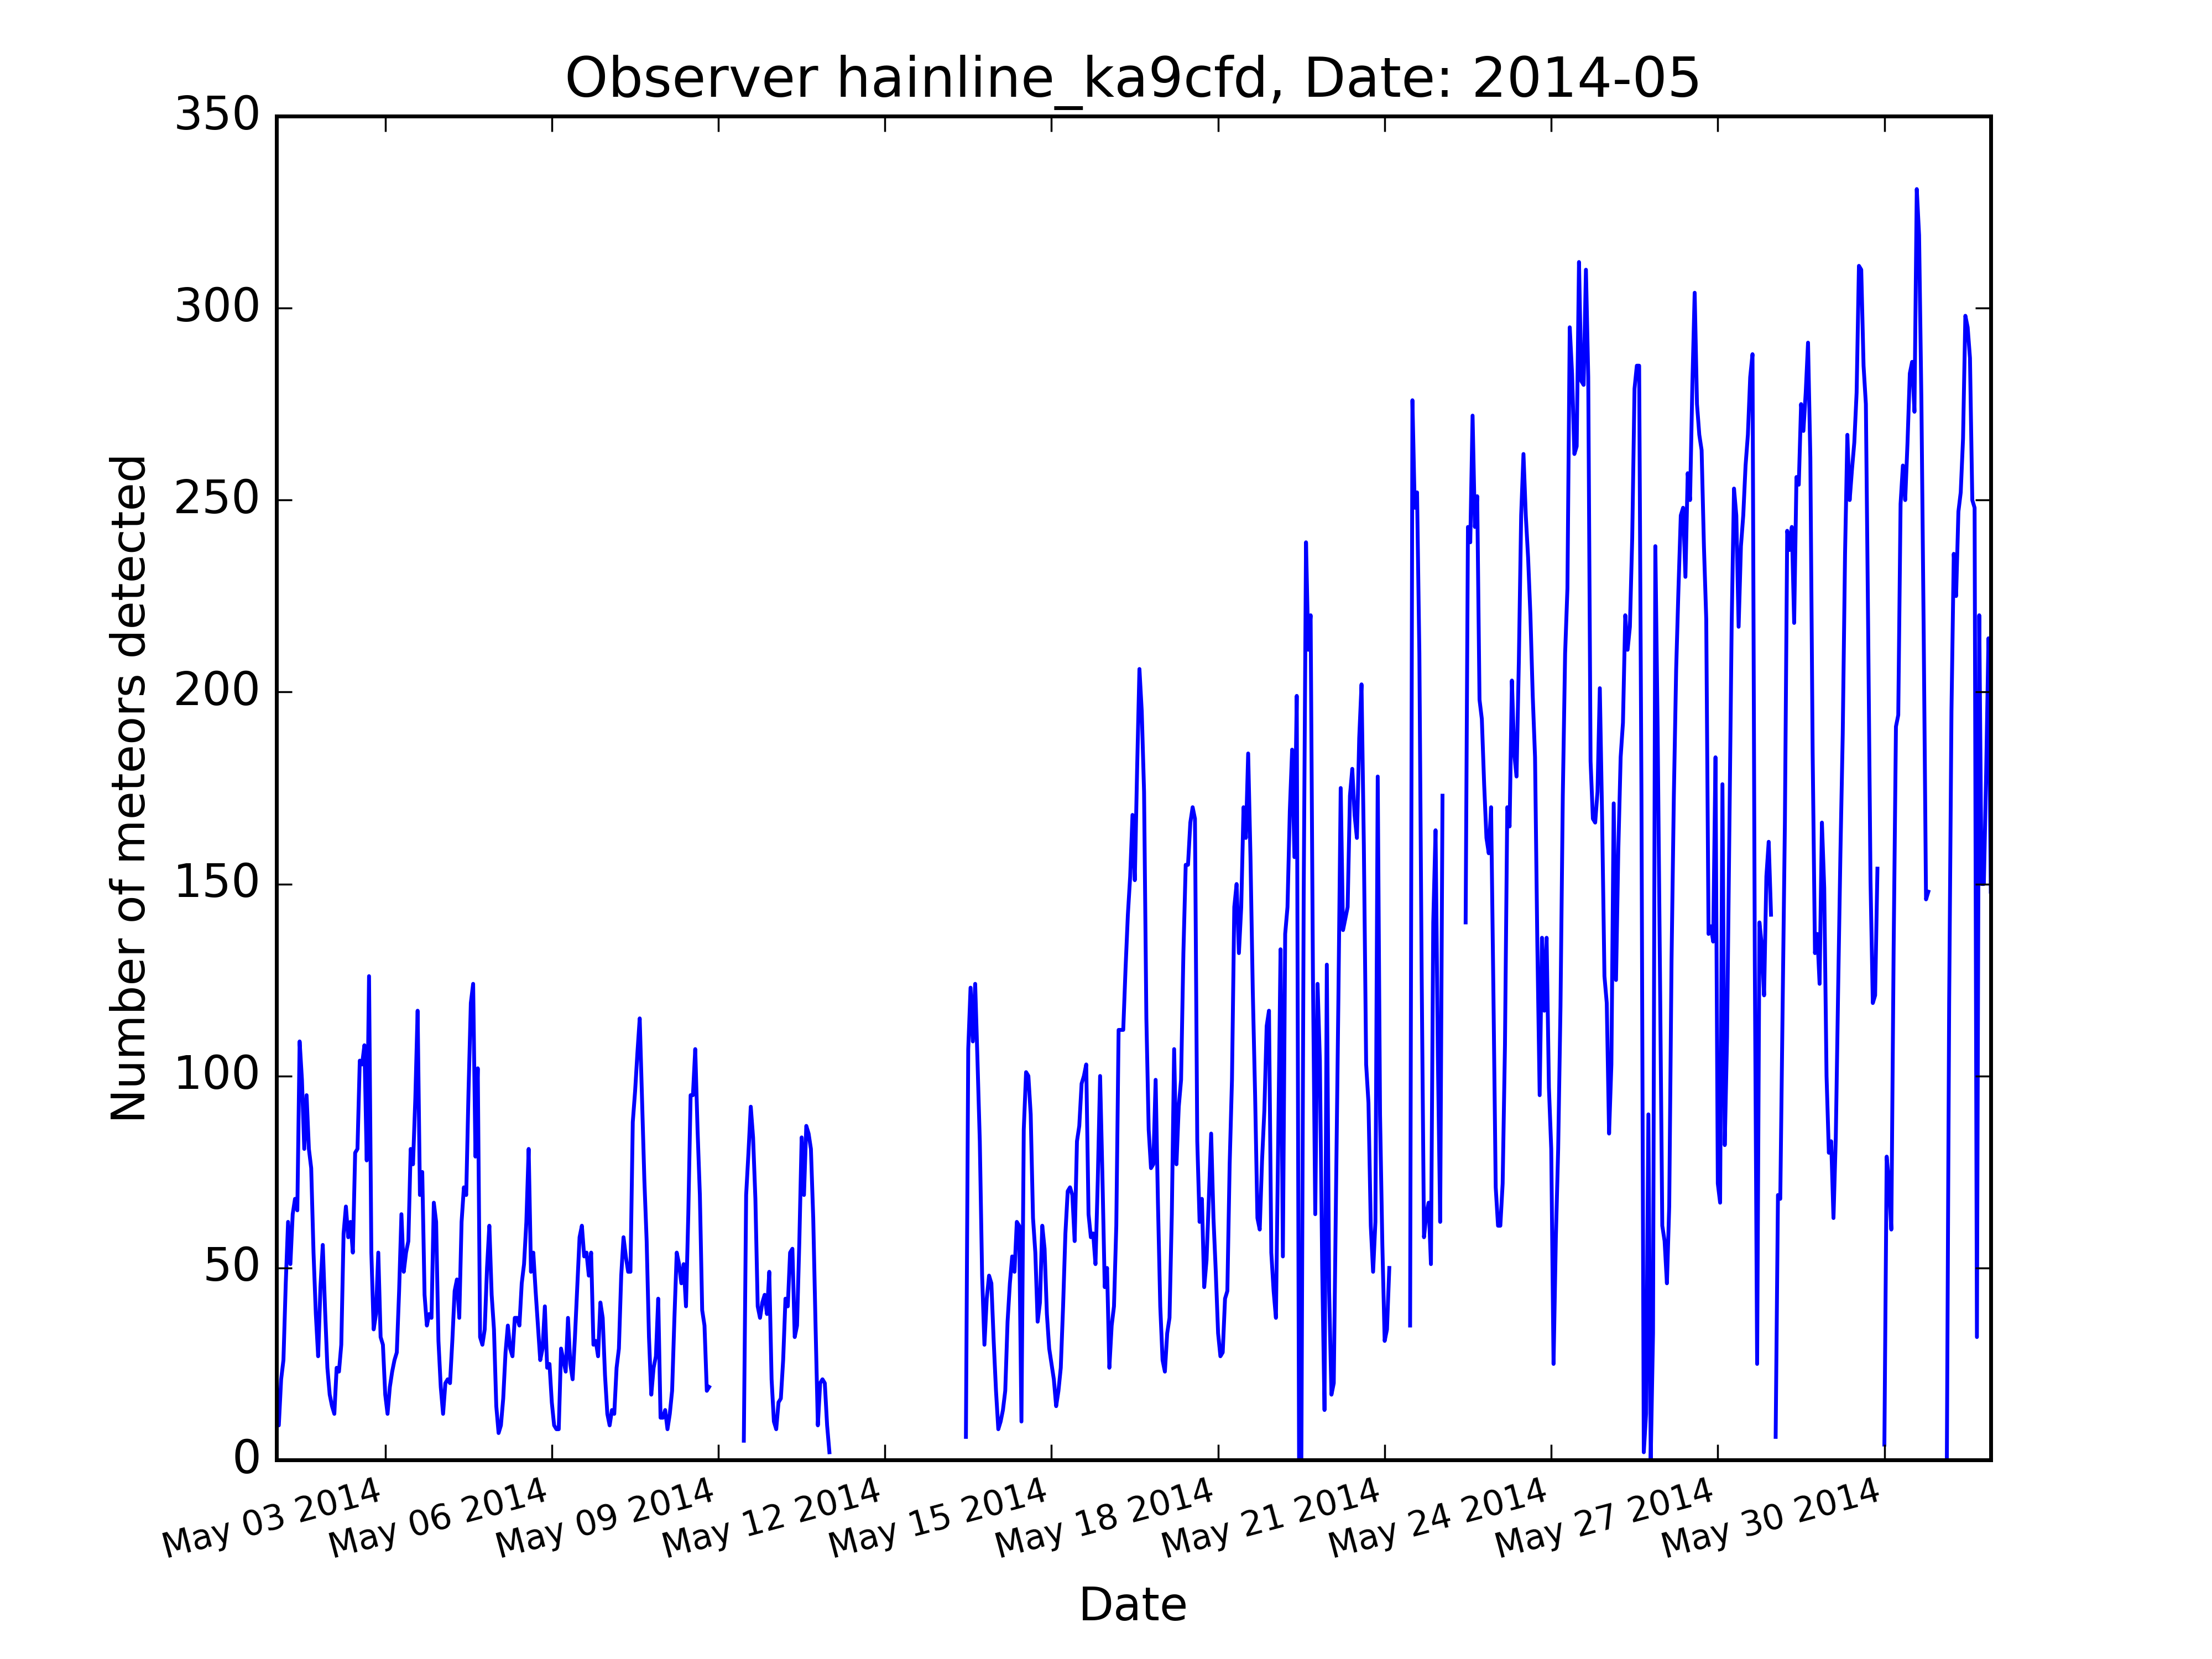 Observer hainline_ka9cfd, Date: 2014-05
350
300
250
200
150
100
50
0
Number of meteors detected
May 03 2014
May 06 2014
May 09 2014
May 12 2014
May 15 2014
May 18 2014
May 21 2014
May 24 2014
May 27 2014
May 30 2014
Date